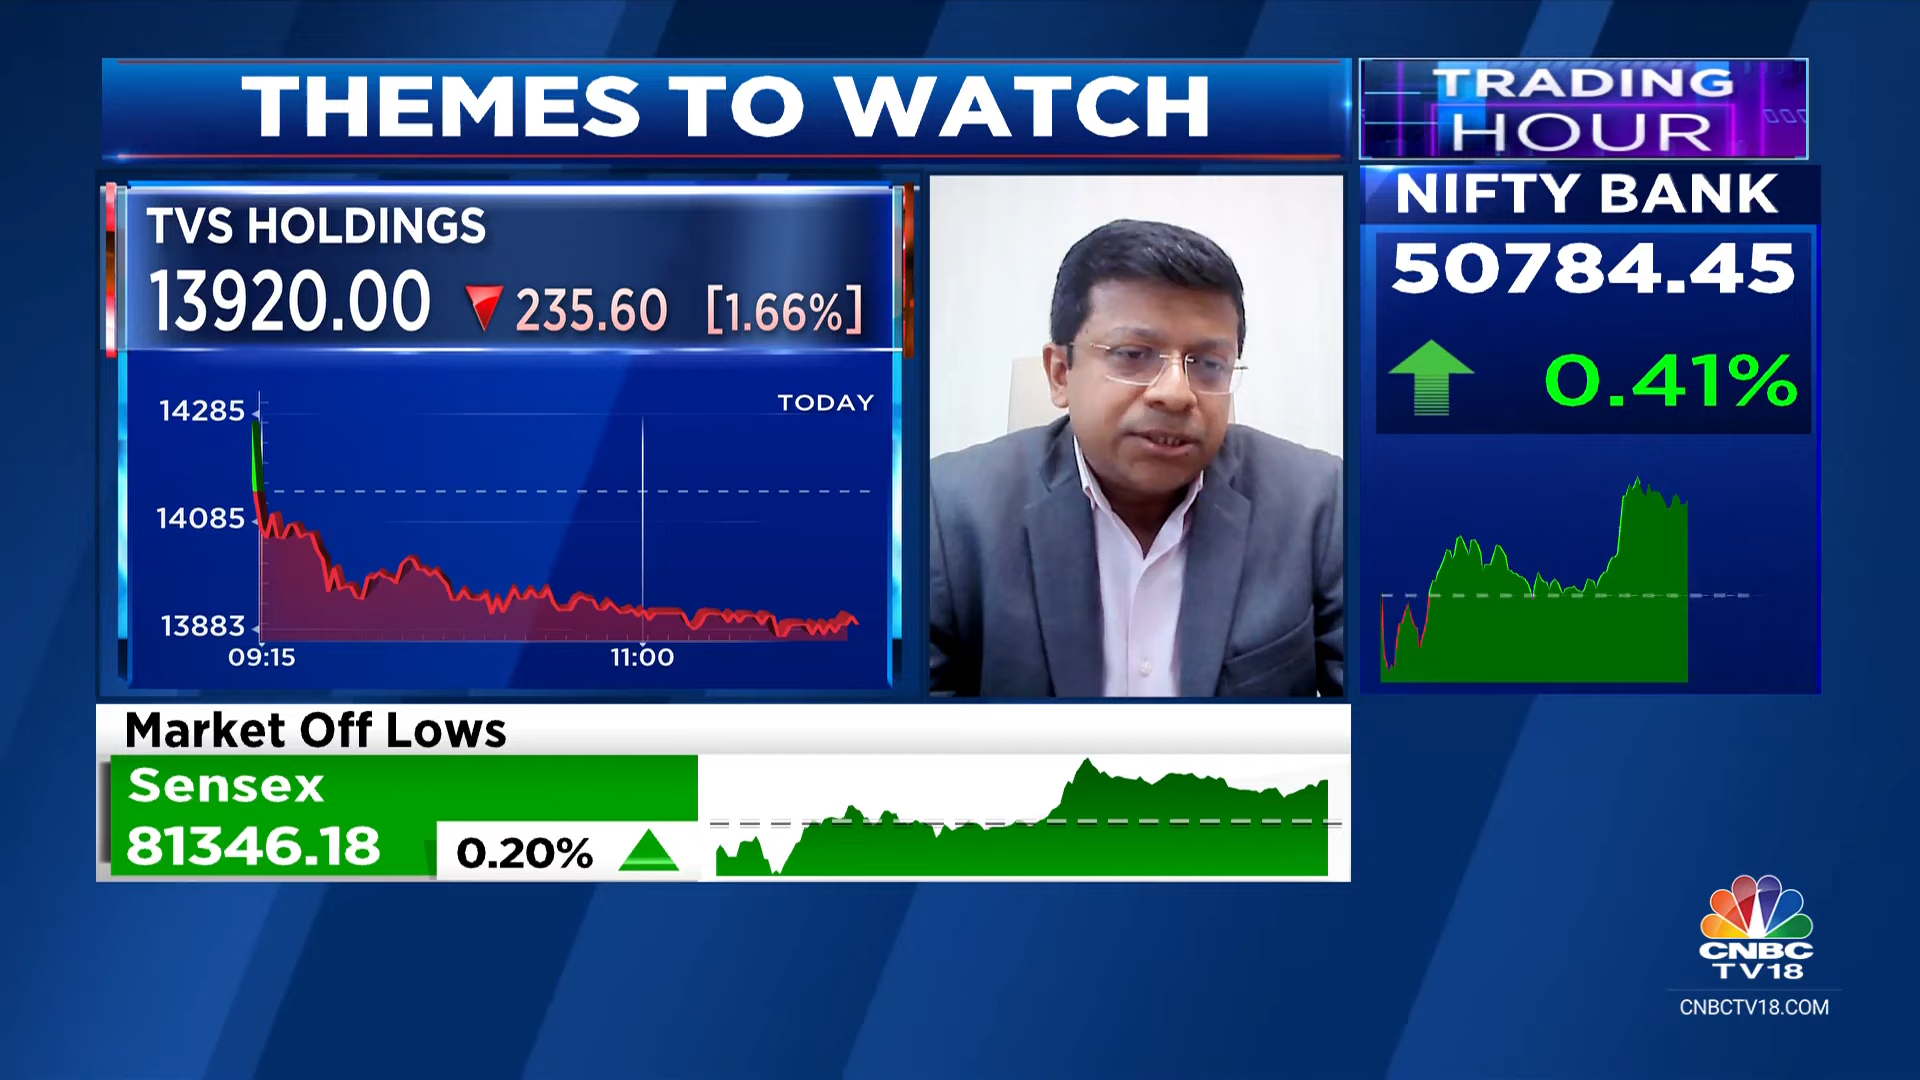 THEMES TO WATCH
TRADING
HOUR
TVS HOLDINGS
13920.00 ▼ 235.60 [1.66%]
TODAY
14285
14085
13883
09:15 11:00
NIFTY BANK
50784.45
0.41%
Market Off Lows
Sensex
81346.18
0.20%
CNBC
TV18
CNBCTV18.COM